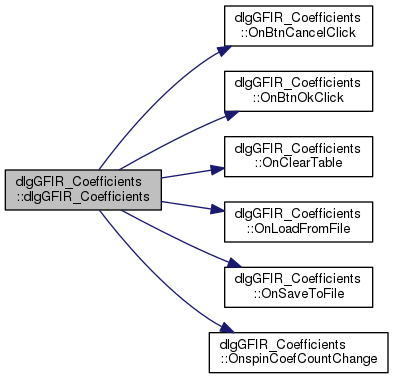 dlgGFIR_Coefficients
::dlgGFIR_Coefficients
dlgGFIR_Coefficients
::OnBtnCancelClick
dlgGFIR_Coefficients
::OnBtnOkClick
dlgGFIR_Coefficients
::OnClearTable
dlgGFIR_Coefficients
::OnLoadFromFile
dlgGFIR_Coefficients
::OnSaveToFile
dlgGFIR_Coefficients
::OnspinCoefCountChange